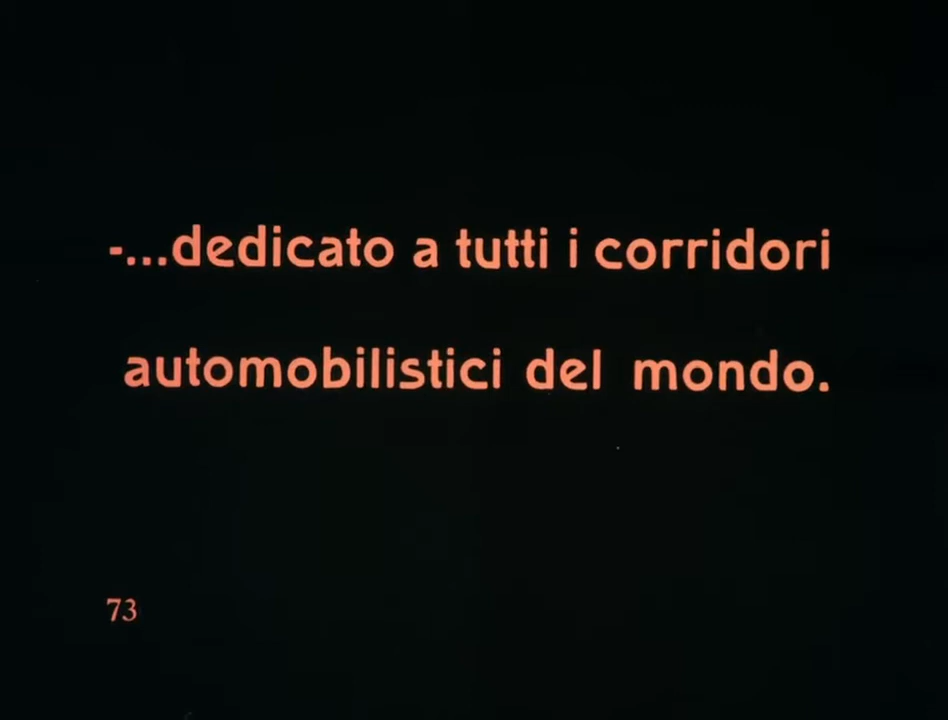 -...dedicato a tutti i corridori
automobilistici del mondo.
73